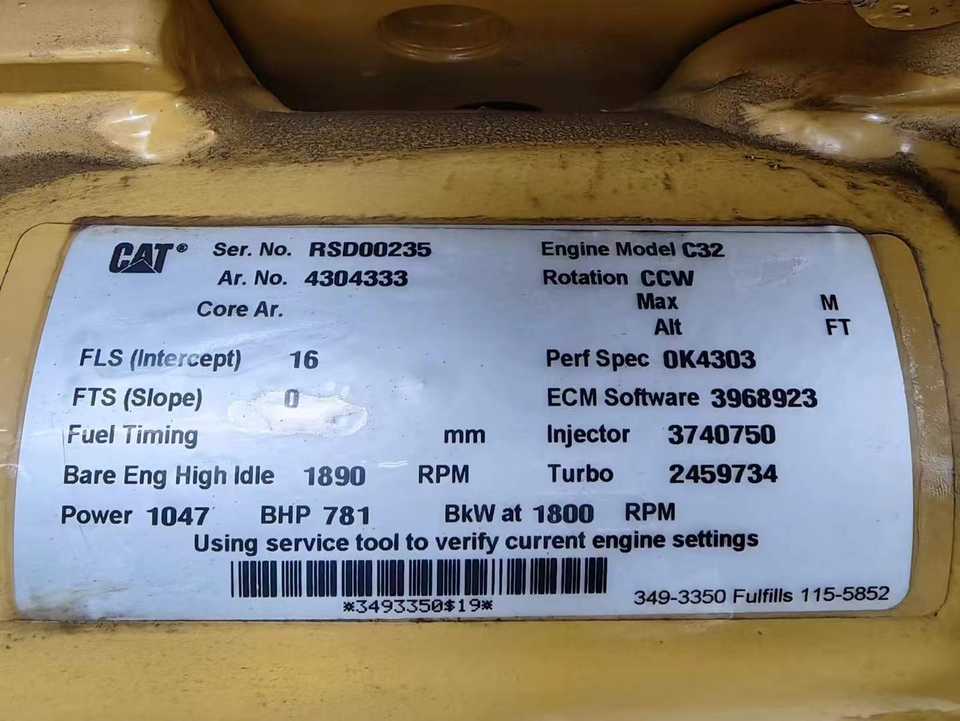 CAT® Ser. No. RSD00235 Engine Model C32
Ar. No. 4304333 Rotation CCW
Core Ar. Max M
Alt FT
FLS (Intercept) 16 Perf Spec 0K4303
FTS (Slope) 0 ECM Software 3968923
Fuel Timing mm Injector 3740750
Bare Eng High Idle 1890 RPM Turbo 2459734
Power 1047 BHP 781 BkW at 1800 RPM
Using service tool to verify current engine settings
*3493350$19* 349-3350 Fulfills 115-5852